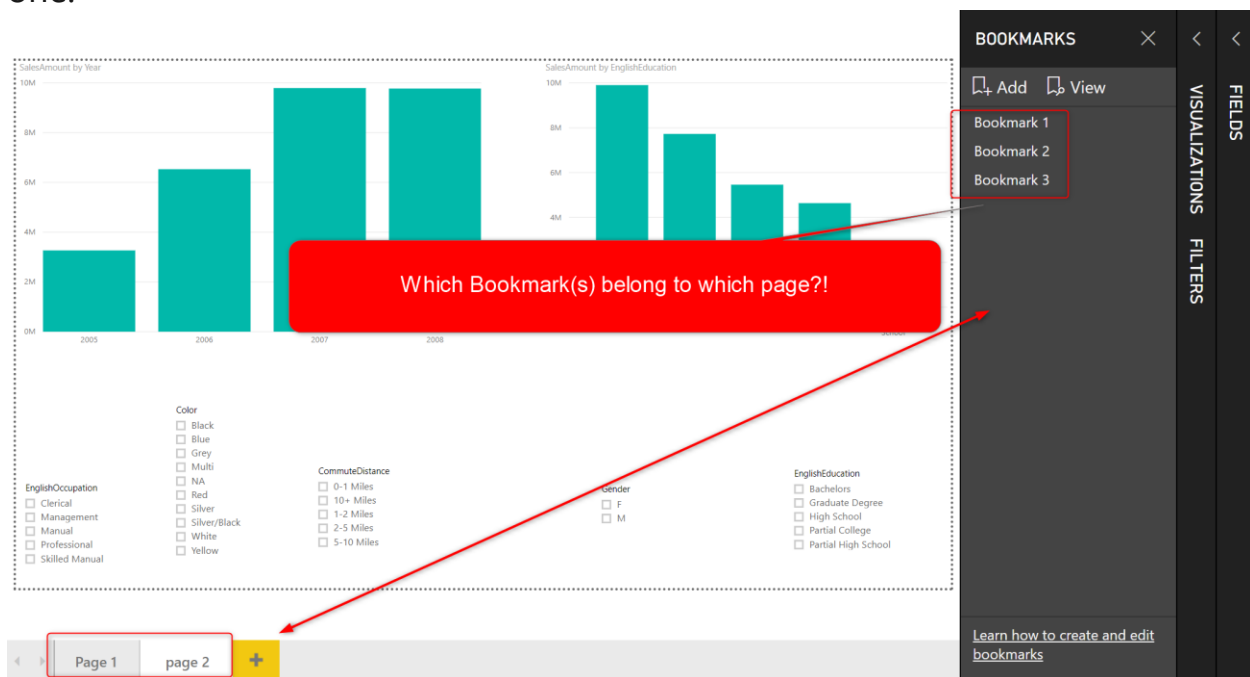 one.
SalesAmount by Year
10M
8M
6M
4M
2M
0M
2005
2006
2007
2008
SalesAmount by EnglishEducation
10M
8M
6M
4M
School
Which Bookmark(s) belong to which page?!
Color
Black
Blue
Grey
Multi
NA
Red
Silver
Silver/Black
White
Yellow
EnglishOccupation
Clerical
Management
Manual
Professional
Skilled Manual
CommuteDistance
0-1 Miles
10+ Miles
1-2 Miles
2-5 Miles
5-10 Miles
Gender
F
M
EnglishEducation
Bachelors
Graduate Degree
High School
Partial College
Partial High School
Page 1
page 2
+
BOOKMARKS
Add
View
Bookmark 1
Bookmark 2
Bookmark 3
Learn how to create and edit
bookmarks
VISUALIZATIONS
FILTERS
FIELDS